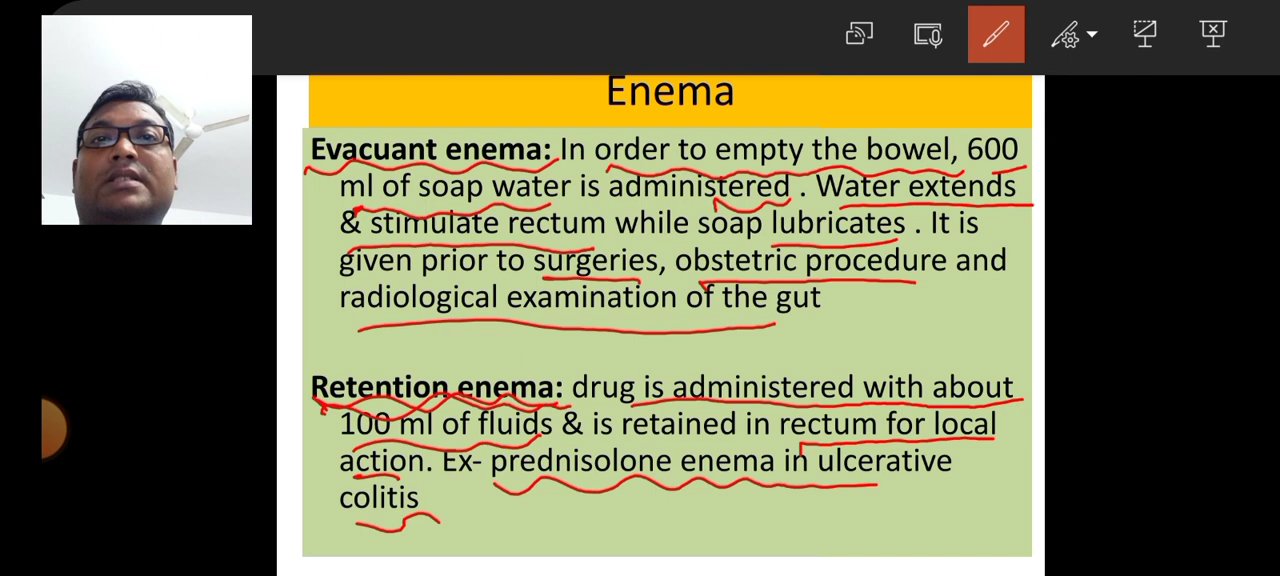 Enema
Evacuant enema: In order to empty the bowel, 600
ml of soap water is administered . Water extends
& stimulate rectum while soap lubricates . It is
given prior to surgeries, obstetric procedure and
radiological examination of the gut
Retention enema: drug is administered with about
100 ml of fluids & is retained in rectum for local
action. Ex- prednisolone enema in ulcerative
colitis